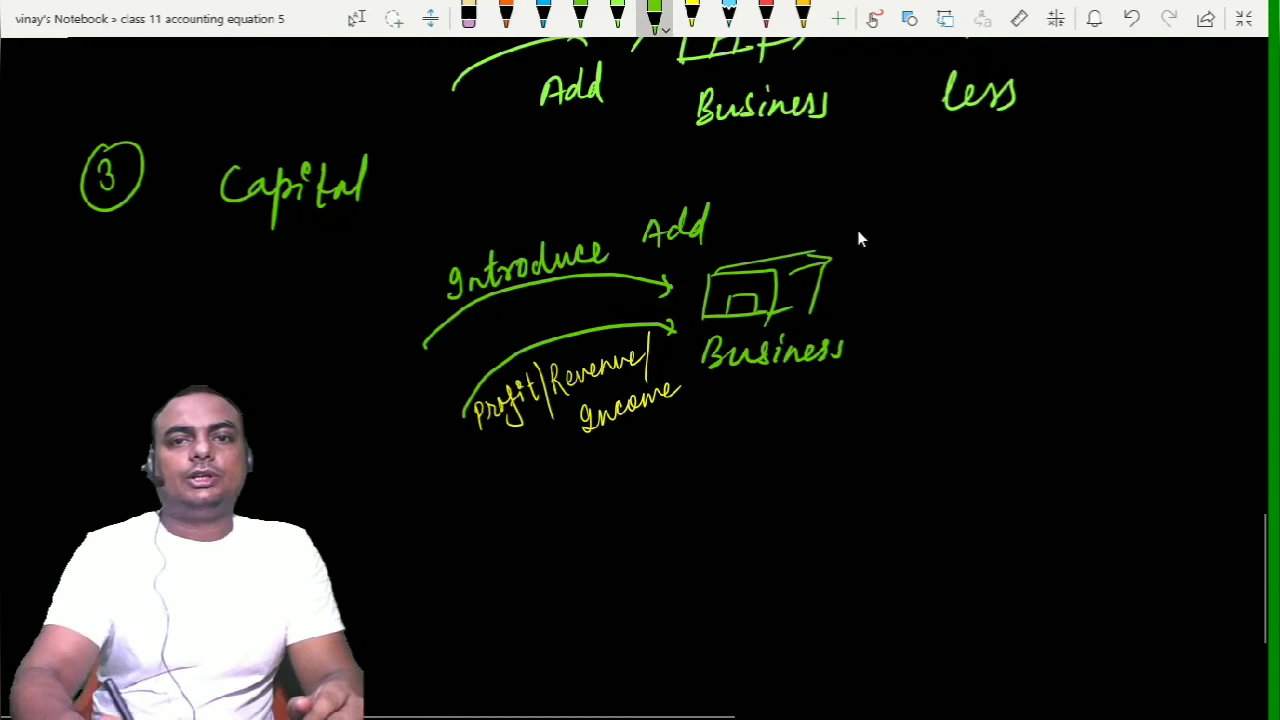 vinay's Notebook > class 11 accounting equation 5
Add
Business
less
3
Capital
Introduce
Add
Business
Profit/Revenue/
Income